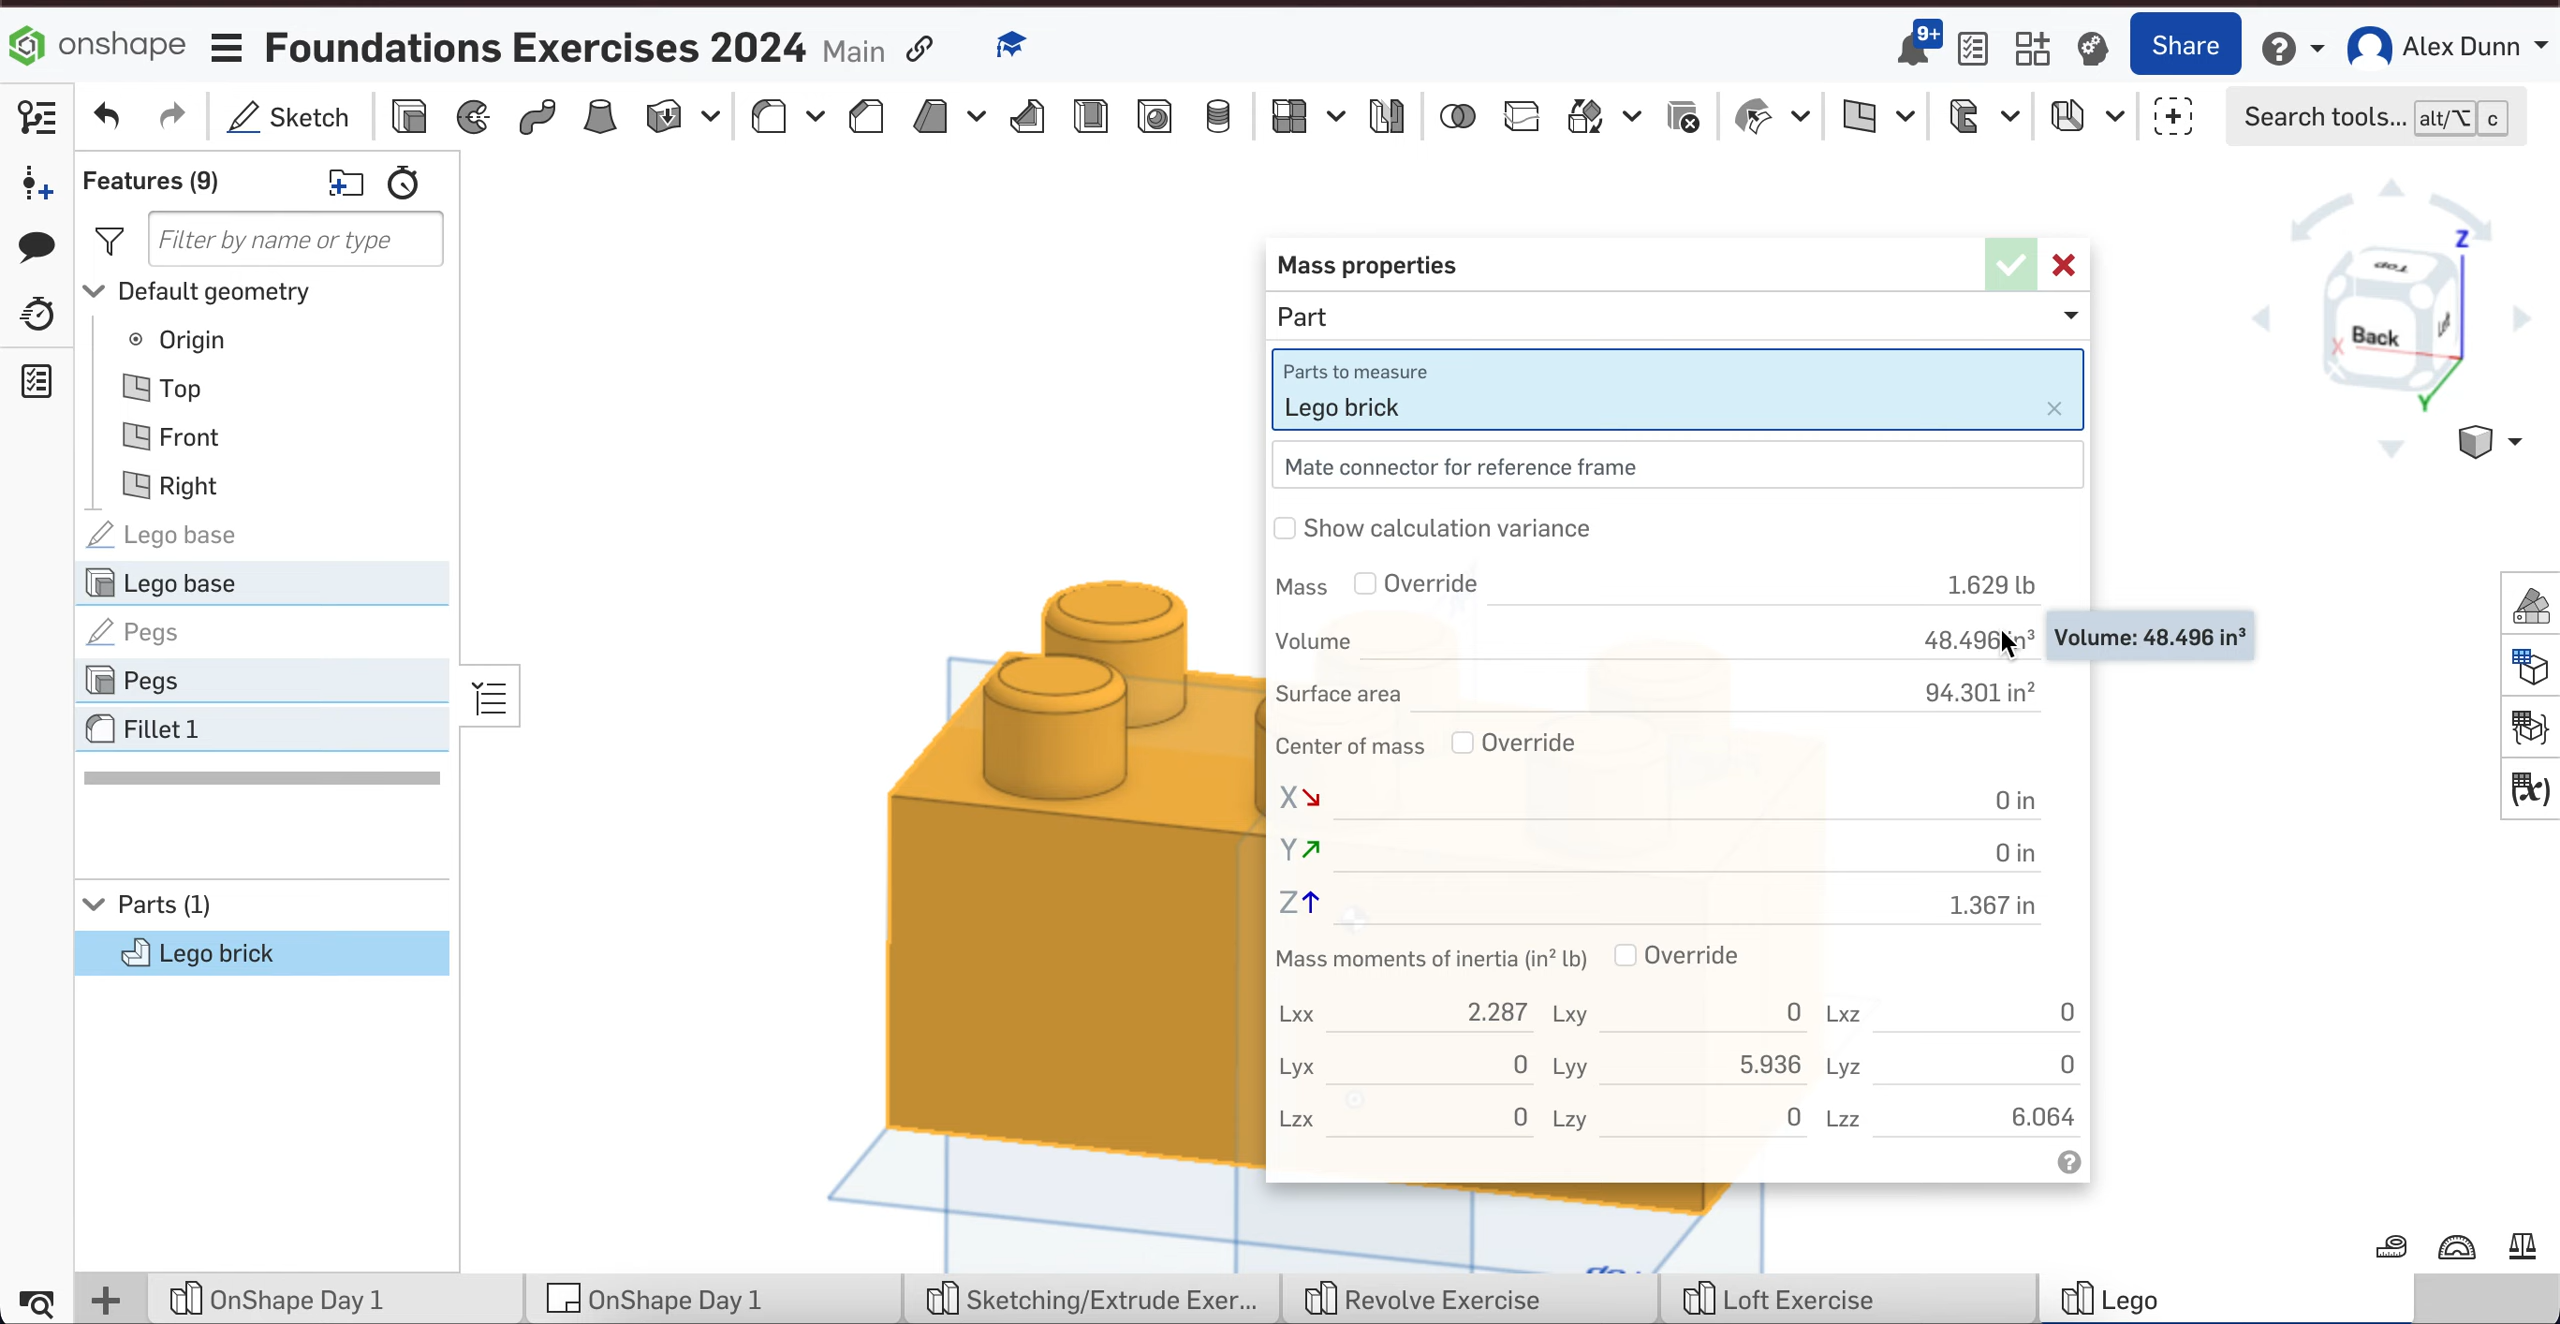 onshape
Foundations Exercises 2024 Main
9+
Share
Alex Dunn
Sketch
Search tools... alt/⌥ c
Features (9)
Filter by name or type
Default geometry
Origin
Top
Front
Right
Lego base
Lego base
Pegs
Pegs
Fillet 1
Parts (1)
Lego brick
Mass properties
Part
Parts to measure
Lego brick
Mate connector for reference frame
Show calculation variance
Mass Override 1.629 lb
Volume 48.496 in³
Volume: 48.496 in³
Surface area 94.301 in²
Center of mass Override
X 0 in
Y 0 in
Z 1.367 in
Mass moments of inertia (in² lb) Override
Lxx 2.287 Lxy 0 Lxz 0
Lyx 0 Lyy 5.936 Lyz 0
Lzx 0 Lzy 0 Lzz 6.064
Z
Top
Back
X
Y
OnShape Day 1
OnShape Day 1
Sketching/Extrude Exer...
Revolve Exercise
Loft Exercise
Lego